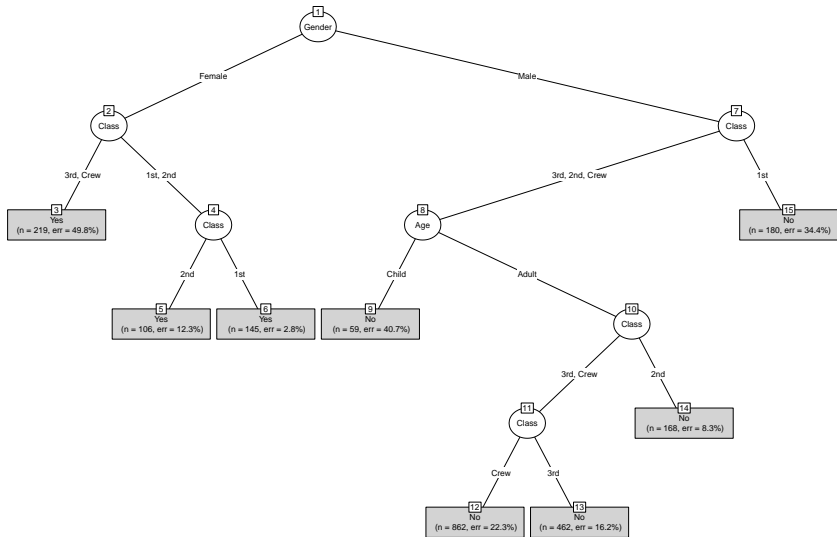 1
Gender
Female
Male
2
Class
7
Class
3rd, Crew
1st, 2nd
3rd, 2nd, Crew
1st
3
Yes
(n = 219, err = 49.8%)
4
Class
8
Age
15
No
(n = 180, err = 34.4%)
2nd
1st
Child
Adult
5
Yes
(n = 106, err = 12.3%)
6
Yes
(n = 145, err = 2.8%)
9
No
(n = 59, err = 40.7%)
10
Class
3rd, Crew
2nd
11
Class
14
No
(n = 168, err = 8.3%)
Crew
3rd
12
No
(n = 862, err = 22.3%)
13
No
(n = 462, err = 16.2%)